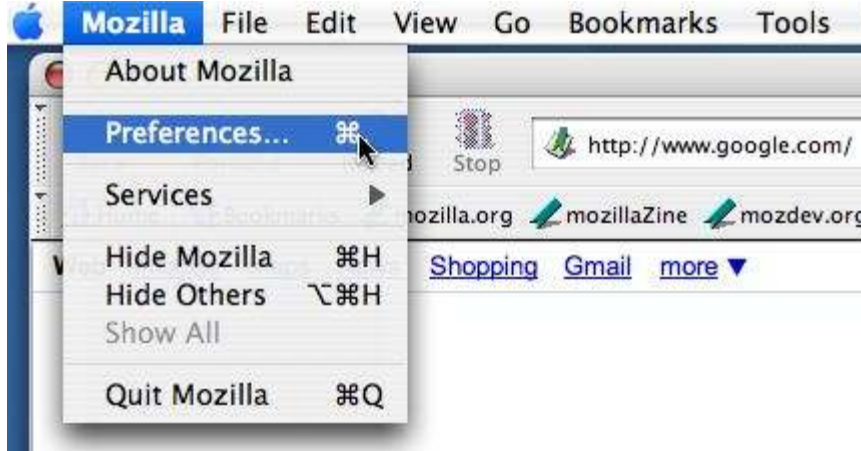 Mozilla File Edit View Go Bookmarks Tools
About Mozilla
Preferences... ⌘
Stop
http://www.google.com/
Services
mozilla.org mozillaZine mozdev.org
Hide Mozilla ⌘H
Shopping Gmail more ▼
Hide Others ⌥⌘H
Show All
Quit Mozilla ⌘Q